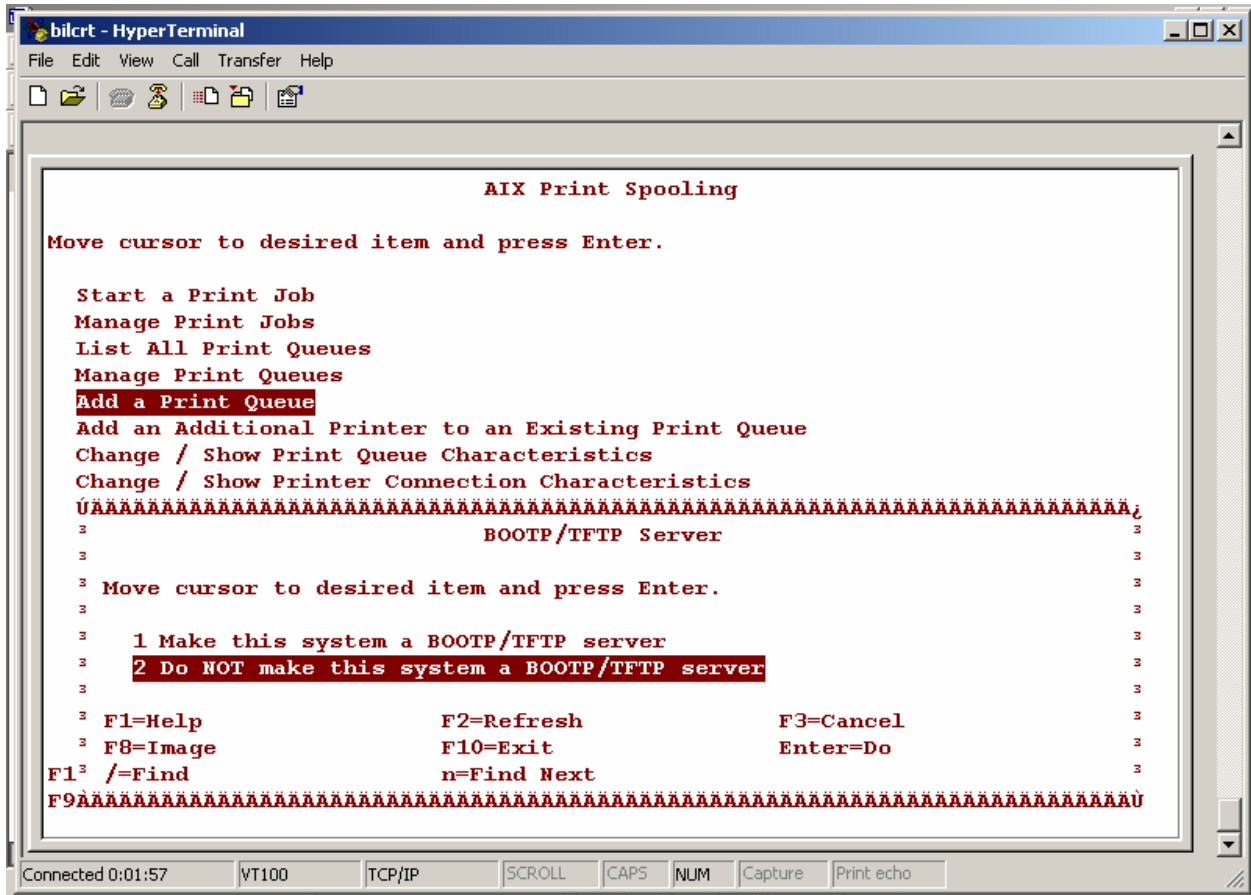 bilcrt - HyperTerminal
File Edit View Call Transfer Help
AIX Print Spooling
Move cursor to desired item and press Enter.
Start a Print Job
Manage Print Jobs
List All Print Queues
Manage Print Queues
Add a Print Queue
Add an Additional Printer to an Existing Print Queue
Change / Show Print Queue Characteristics
Change / Show Printer Connection Characteristics
ÚÄÄÄÄÄÄÄÄÄÄÄÄÄÄÄÄÄÄÄÄÄÄÄÄÄÄÄÄÄÄÄÄÄÄÄÄÄÄÄÄÄÄÄÄÄÄÄÄÄÄÄÄÄÄÄÄÄÄÄÄÄÄÄÄÄÄÄÄÄÄÄÄÄÄ¿
³ BOOTP/TFTP Server ³
³ ³
³ Move cursor to desired item and press Enter. ³
³ ³
³ 1 Make this system a BOOTP/TFTP server ³
³ 2 Do NOT make this system a BOOTP/TFTP server ³
³ ³
³ F1=Help F2=Refresh F3=Cancel ³
³ F8=Image F10=Exit Enter=Do ³
F1³ /=Find n=Find Next ³
F9ÀÄÄÄÄÄÄÄÄÄÄÄÄÄÄÄÄÄÄÄÄÄÄÄÄÄÄÄÄÄÄÄÄÄÄÄÄÄÄÄÄÄÄÄÄÄÄÄÄÄÄÄÄÄÄÄÄÄÄÄÄÄÄÄÄÄÄÄÄÄÄÄÄÄÄÙ
Connected 0:01:57 VT100 TCP/IP SCROLL CAPS NUM Capture Print echo